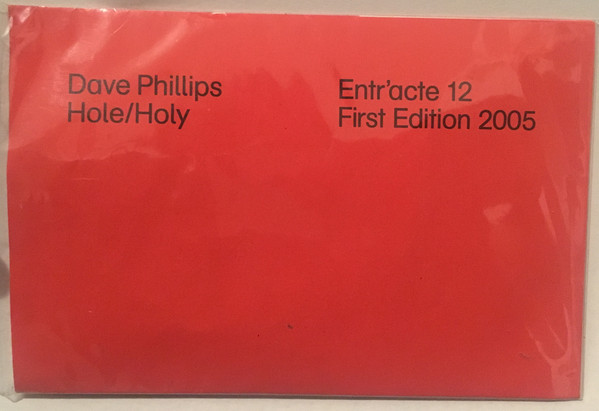 Dave Phillips
Hole/Holy
Entr'acte 12
First Edition 2005